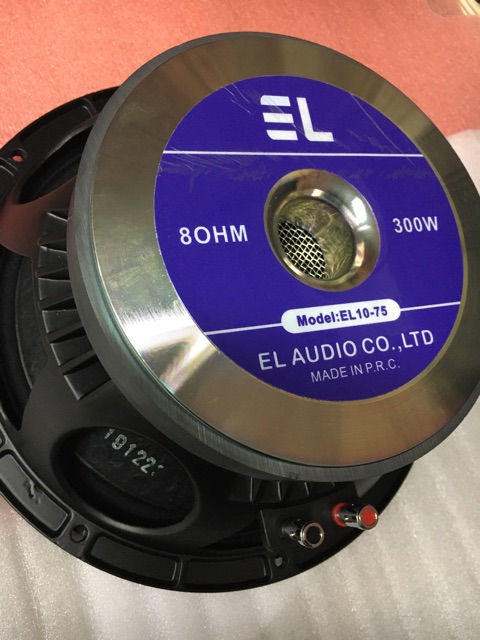 EL
8OHM
300W
Model:EL10-75
EL AUDIO CO.,LTD
MADE IN P.R.C.